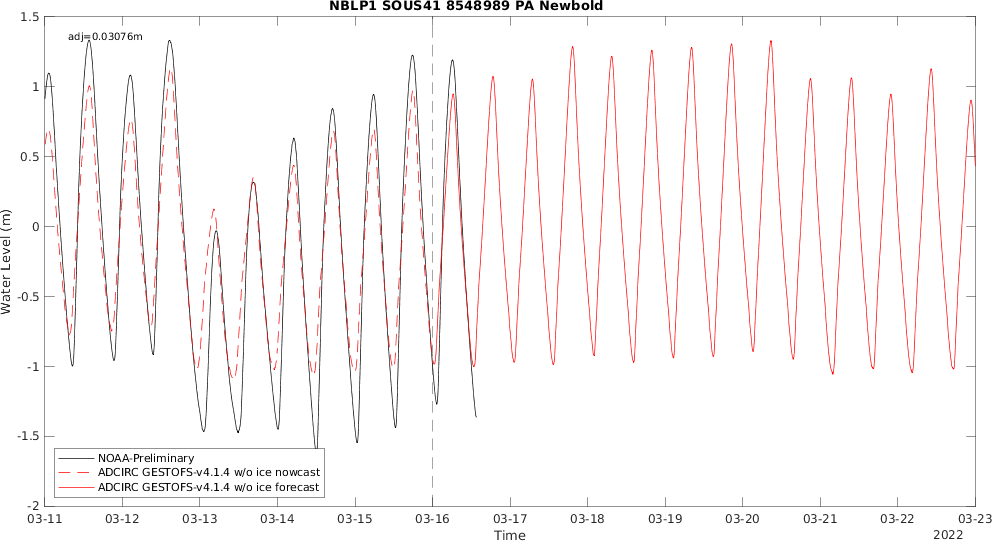 NBLP1 SOUS41 8548989 PA Newbold
adj=0.03076m
1.5
1
0.5
0
-0.5
-1
-1.5
-2
Water Level (m)
NOAA-Preliminary
ADCIRC GESTOFS-v4.1.4 w/o ice nowcast
ADCIRC GESTOFS-v4.1.4 w/o ice forecast
03-11 03-12 03-13 03-14 03-15 03-16 03-17 03-18 03-19 03-20 03-21 03-22 03-23
Time
2022